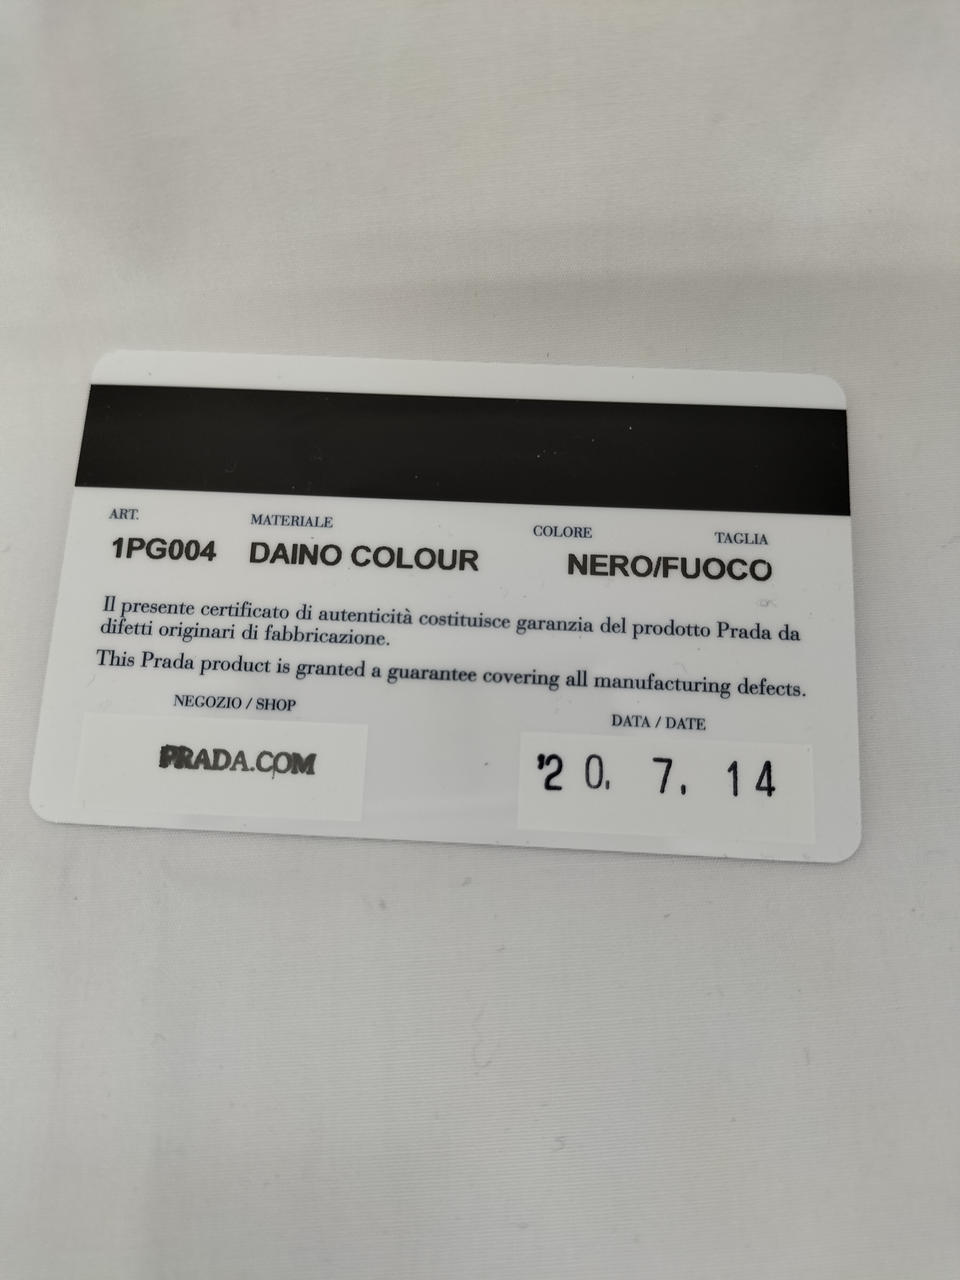 ART. MATERIALE COLORE TAGLIA
1PG004 DAINO COLOUR NERO/FUOCO
Il presente certificato di autenticità costituisce garanzia del prodotto Prada da
difetti originari di fabbricazione.
This Prada product is granted a guarantee covering all manufacturing defects.
NEGOZIO / SHOP DATA / DATE
PRADA.COM '20. 7. 14